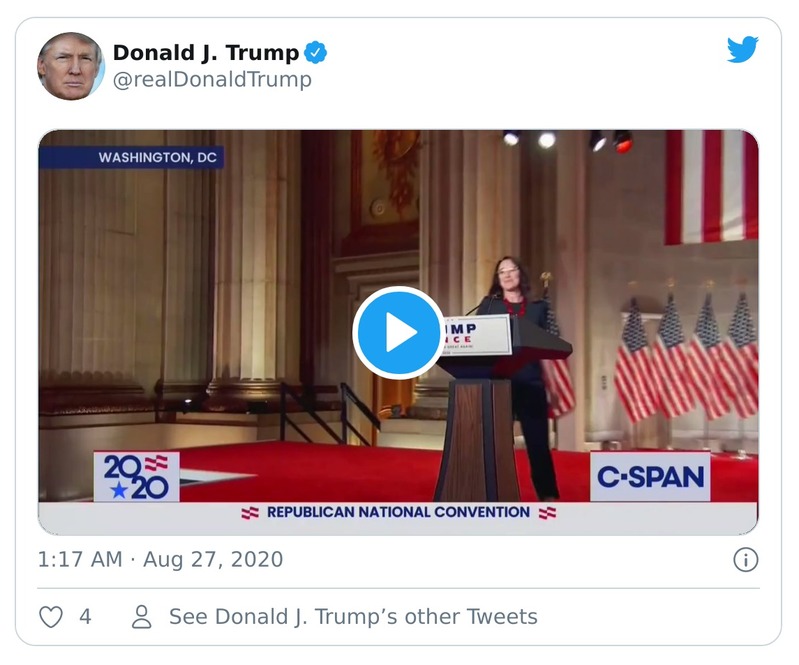 Donald J. Trump
@realDonaldTrump
WASHINGTON, DC
UMP
NCE
2020
C-SPAN
REPUBLICAN NATIONAL CONVENTION
1:17 AM · Aug 27, 2020
4
See Donald J. Trump’s other Tweets